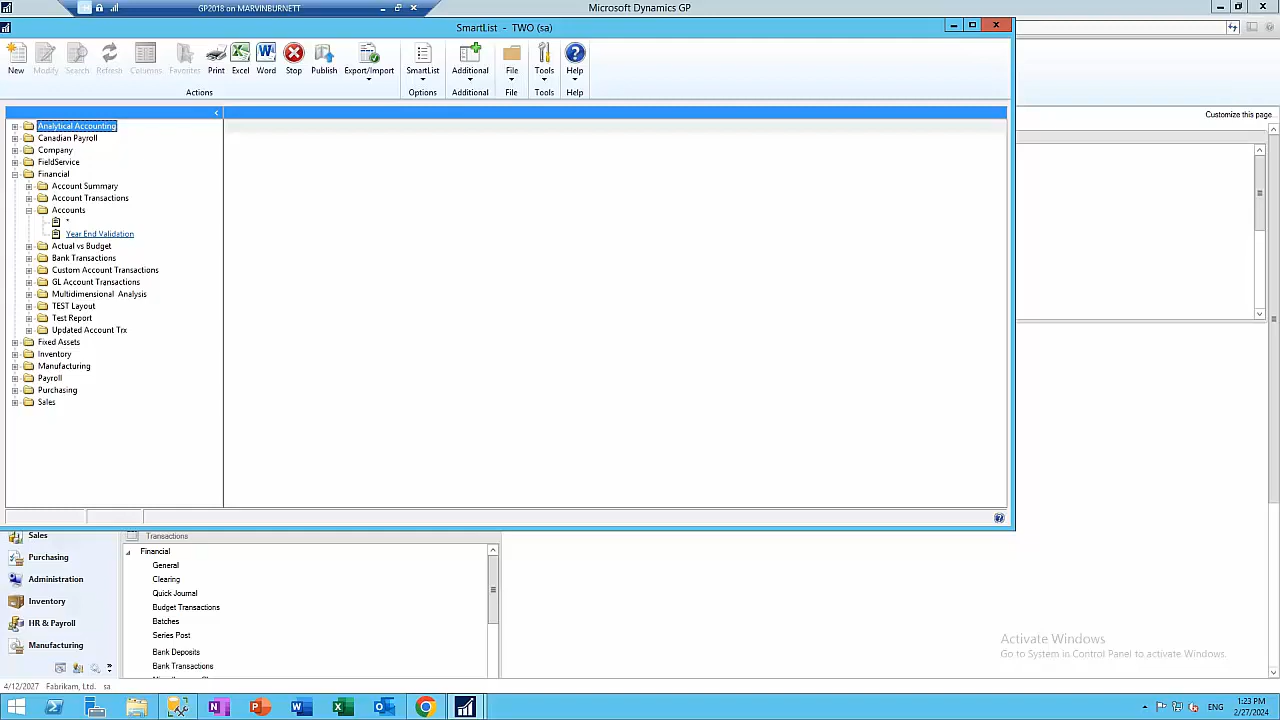 GP2018 on MARVINBURNETT
Microsoft Dynamics GP
SmartList - TWO (sa)
New
Modify
Search
Refresh
Columns
Favorites
Print
Excel
Word
Stop
Publish
Export/Import
SmartList
Additional
File
Tools
Help
Actions
Options
Additional
File
Tools
Help
Customize this page...
Analytical Accounting
Canadian Payroll
Company
FieldService
Financial
Account Summary
Account Transactions
Accounts
*
Year End Validation
Actual vs Budget
Bank Transactions
Custom Account Transactions
GL Account Transactions
Multidimensional Analysis
TEST Layout
Test Report
Updated Account Trx
Fixed Assets
Inventory
Manufacturing
Payroll
Purchasing
Sales
Sales
Purchasing
Administration
Inventory
HR & Payroll
Manufacturing
Transactions
Financial
General
Clearing
Quick Journal
Budget Transactions
Batches
Series Post
Bank Deposits
Bank Transactions
Activate Windows
Go to System in Control Panel to activate Windows.
4/12/2027 Fabrikam, Ltd. sa
ENG
1:23 PM
2/27/2024